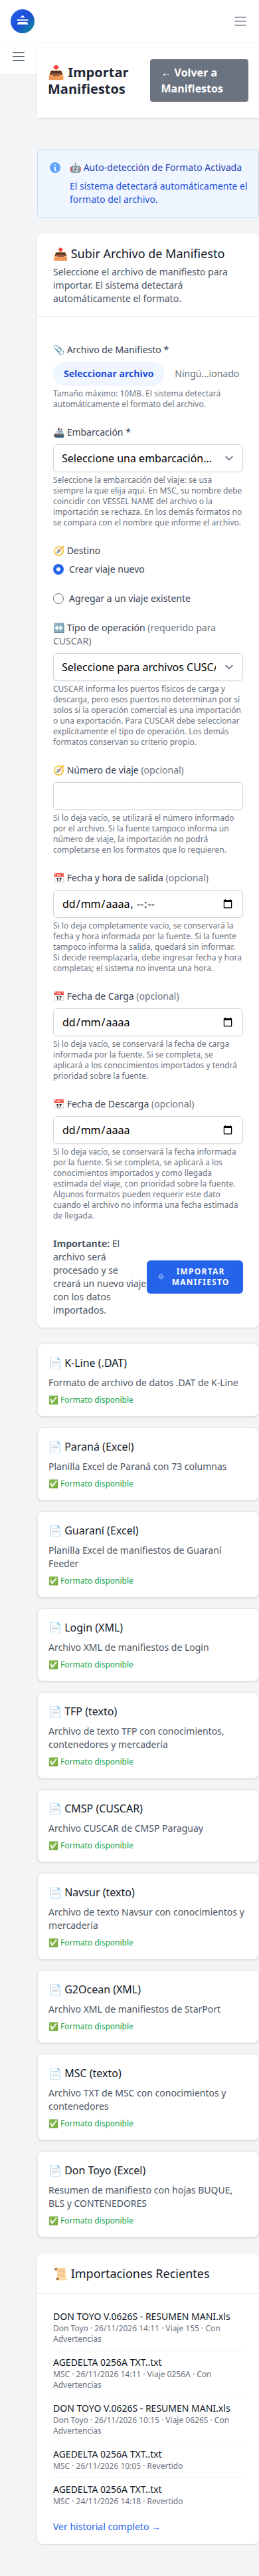 📥 Importar
Manifiestos
← Volver a
Manifiestos
🤖 Auto-detección de Formato Activada
El sistema detectará automáticamente el
formato del archivo.
📤 Subir Archivo de Manifiesto
Seleccione el archivo de manifiesto para
importar. El sistema detectará
automáticamente el formato.
📎 Archivo de Manifiesto *
Seleccionar archivo
Ningú...ionado
Tamaño máximo: 10MB. El sistema detectará
automáticamente el formato del archivo.
🚢 Embarcación *
Seleccione una embarcación...
Seleccione la embarcación del viaje: se usa
siempre la que elija aquí. En MSC, su nombre debe
coincidir con VESSEL NAME del archivo o la
importación se rechaza. En los demás formatos no
se compara con el nombre que informe el archivo.
🧭 Destino
Crear viaje nuevo
Agregar a un viaje existente
↔️ Tipo de operación (requerido para
CUSCAR)
Seleccione para archivos CUSCA
CUSCAR informa los puertos físicos de carga y
descarga, pero esos puertos no determinan por sí
solos si la operación comercial es una importación
o una exportación. Para CUSCAR debe seleccionar
explícitamente el tipo de operación. Los demás
formatos conservan su criterio propio.
🧭 Número de viaje (opcional)
Si lo deja vacío, se utilizará el número informado
por el archivo. Si la fuente tampoco informa un
número de viaje, la importación no podrá
completarse en los formatos que lo requieren.
📅 Fecha y hora de salida (opcional)
dd/mm/aaaa, --:--
Si lo deja completamente vacío, se conservará la
fecha y hora informada por la fuente. Si la fuente
tampoco informa la salida, quedará sin informar.
Si decide reemplazarla, debe ingresar fecha y hora
completas; el sistema no inventa una hora.
📅 Fecha de Carga (opcional)
dd/mm/aaaa
Si lo deja vacío, se conservará la fecha de carga
informada por la fuente. Si se completa, se
aplicará a los conocimientos importados y tendrá
prioridad sobre la fuente.
📅 Fecha de Descarga (opcional)
dd/mm/aaaa
Si lo deja vacío, se conservará la fecha informada
por la fuente. Si se completa, se aplicará a los
conocimientos importados y como llegada
estimada del viaje, con prioridad sobre la fuente.
Algunos formatos pueden requerir este dato
cuando el archivo no informa una fecha estimada
de llegada.
Importante: El
archivo será
procesado y se
creará un nuevo viaje
con los datos
importados.
IMPORTAR
MANIFIESTO
📄 K-Line (.DAT)
Formato de archivo de datos .DAT de K-Line
✅ Formato disponible
📄 Paraná (Excel)
Planilla Excel de Paraná con 73 columnas
✅ Formato disponible
📄 Guaraní (Excel)
Planilla Excel de manifiestos de Guaraní
Feeder
✅ Formato disponible
📄 Login (XML)
Archivo XML de manifiestos de Login
✅ Formato disponible
📄 TFP (texto)
Archivo de texto TFP con conocimientos,
contenedores y mercadería
✅ Formato disponible
📄 CMSP (CUSCAR)
Archivo CUSCAR de CMSP Paraguay
✅ Formato disponible
📄 Navsur (texto)
Archivo de texto Navsur con conocimientos y
mercadería
✅ Formato disponible
📄 G2Ocean (XML)
Archivo XML de manifiestos de StarPort
✅ Formato disponible
📄 MSC (texto)
Archivo TXT de MSC con conocimientos y
contenedores
✅ Formato disponible
📄 Don Toyo (Excel)
Resumen de manifiesto con hojas BUQUE,
BLS y CONTENEDORES
✅ Formato disponible
📜 Importaciones Recientes
DON TOYO V.0626S - RESUMEN MANI.xls
Don Toyo · 26/11/2026 14:11 · Viaje 155 · Con
Advertencias
AGEDELTA 0256A TXT..txt
MSC · 26/11/2026 14:11 · Viaje 0256A · Con
Advertencias
DON TOYO V.0626S - RESUMEN MANI.xls
Don Toyo · 26/11/2026 10:15 · Viaje 0626S · Con
Advertencias
AGEDELTA 0256A TXT..txt
MSC · 26/11/2026 10:05 · Revertido
AGEDELTA 0256A TXT..txt
MSC · 24/11/2026 14:18 · Revertido
Ver historial completo →